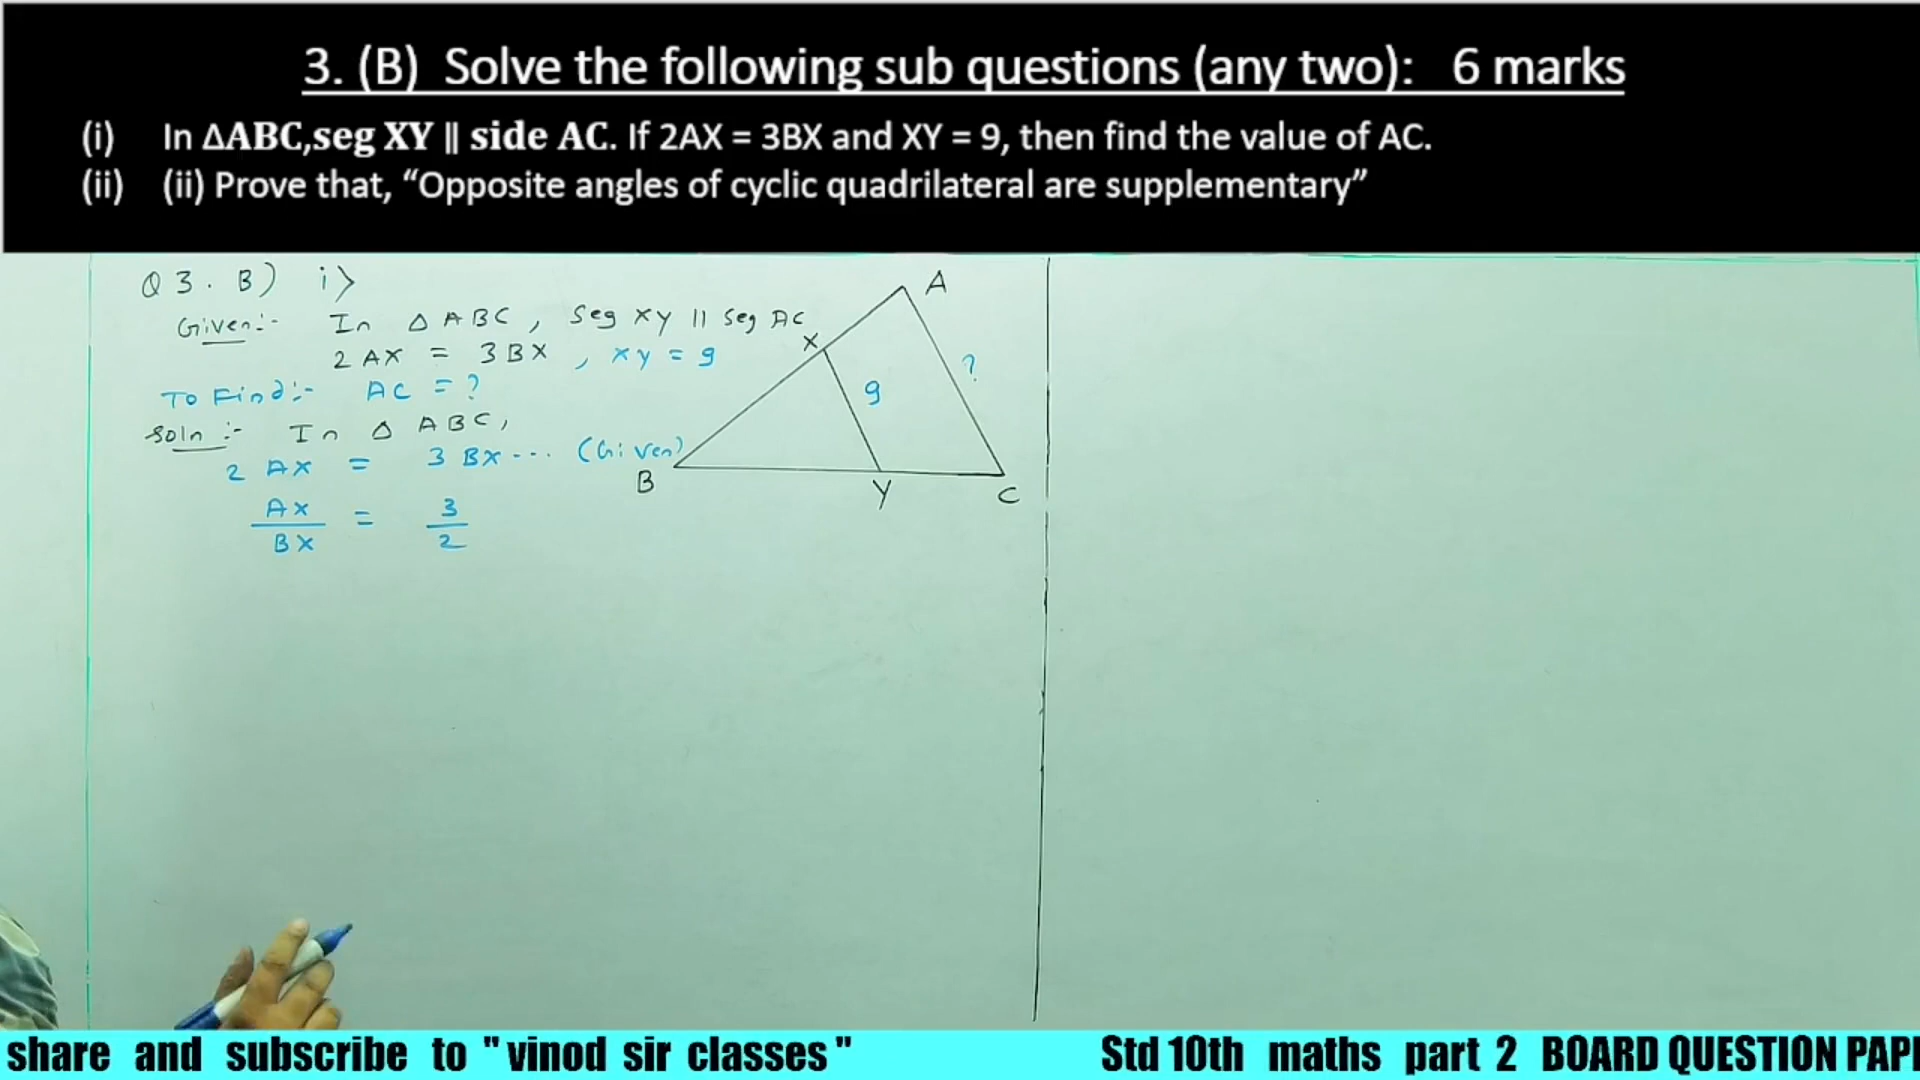 3. (B) Solve the following sub questions (any two): 6 marks
(i) In ΔABC,seg XY ∥ side AC. If 2AX = 3BX and XY = 9, then find the value of AC.
(ii) (ii) Prove that, “Opposite angles of cyclic quadrilateral are supplementary”
Q 3. B) i>
Given:- In Δ ABC, Seg XY || Seg AC
2 AX = 3BX, XY = 9
To Find:- AC = ?
Soln :- In Δ ABC,
2 AX = 3 BX ... (Given)
AX/BX = 3/2
A
X
?
9
B
Y
C
share and subscribe to "vinod sir classes" Std 10th maths part 2 BOARD QUESTION PAP